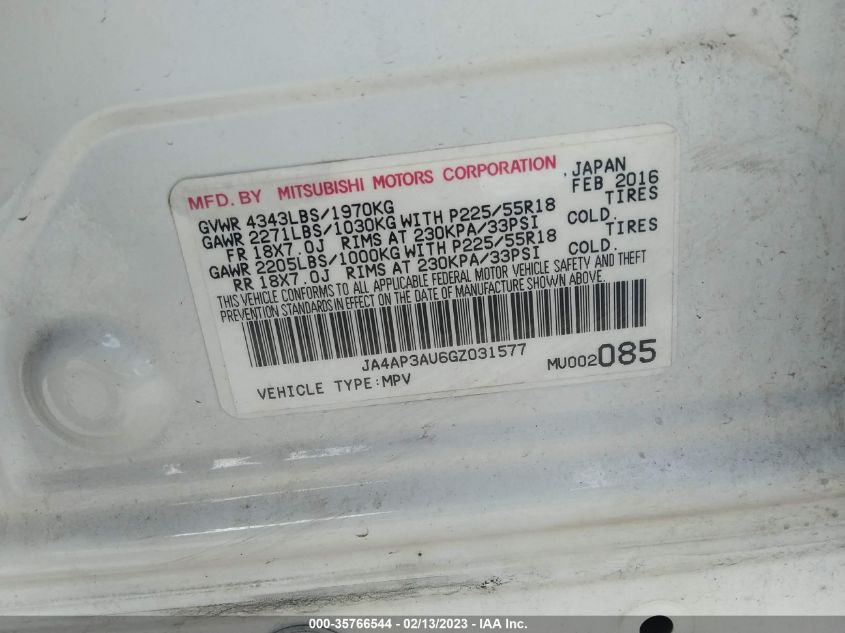 MFD. BY MITSUBISHI MOTORS CORPORATION ,JAPAN
FEB 2016
GVWR 4343LBS/1970KG
GAWR 2271LBS/1030KG WITH P225/55R18 TIRES
FR 18X7.0J RIMS AT 230KPA/33PSI COLD.
GAWR 2205LBS/1000KG WITH P225/55R18 TIRES
RR 18X7.0J RIMS AT 230KPA/33PSI COLD.
THIS VEHICLE CONFORMS TO ALL APPLICABLE FEDERAL MOTOR VEHICLE SAFETY AND THEFT
PREVENTION STANDARDS IN EFFECT ON THE DATE OF MANUFACTURE SHOWN ABOVE.
JA4AP3AU6GZ031577
MU002085
VEHICLE TYPE:MPV
000-35766544 - 02/13/2023 - IAA Inc.